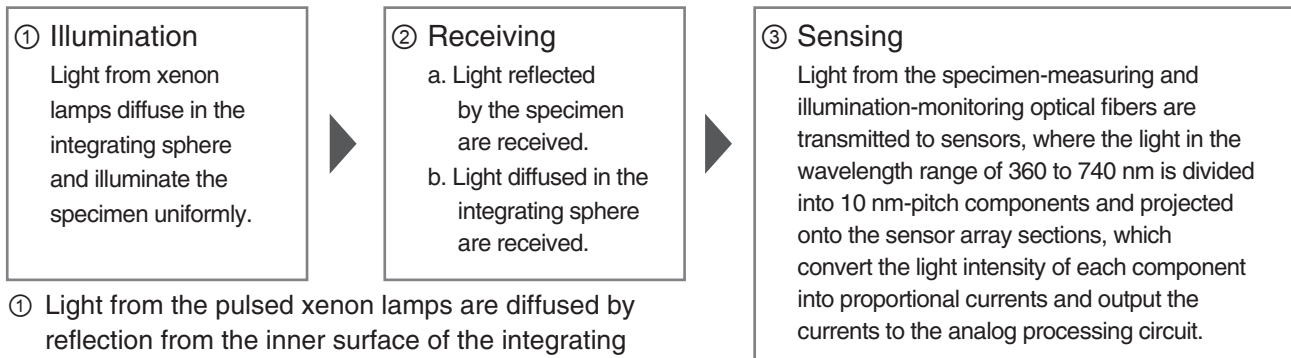 ① Illumination
Light from xenon
lamps diffuse in the
integrating sphere
and illuminate the
specimen uniformly.
② Receiving
a. Light reflected
by the specimen
are received.
b. Light diffused in the
integrating sphere
are received.
③ Sensing
Light from the specimen-measuring and
illumination-monitoring optical fibers are
transmitted to sensors, where the light in the
wavelength range of 360 to 740 nm is divided
into 10 nm-pitch components and projected
onto the sensor array sections, which
convert the light intensity of each component
into proportional currents and output the
currents to the analog processing circuit.
① Light from the pulsed xenon lamps are diffused by
reflection from the inner surface of the integrating